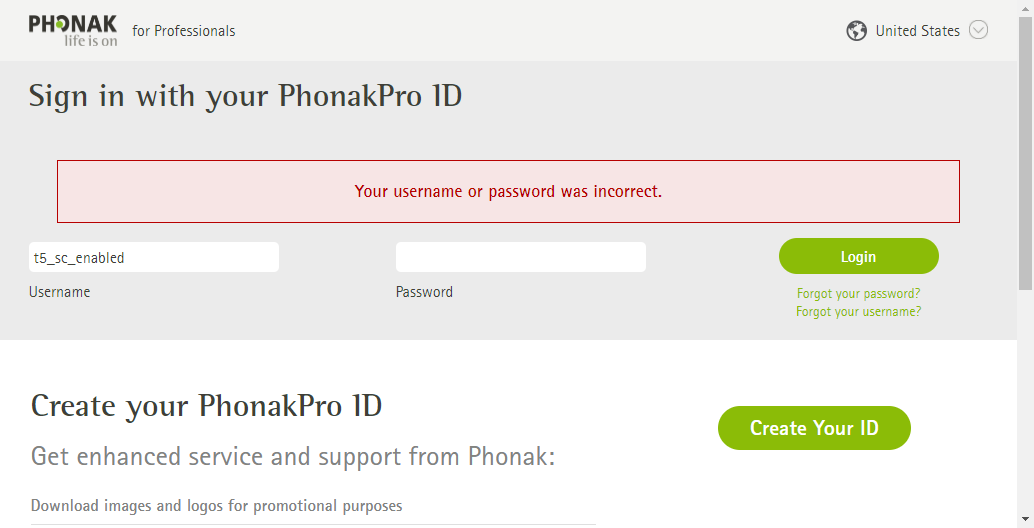 PHONAK
life is on
for Professionals
United States
Sign in with your PhonakPro ID
Your username or password was incorrect.
t5_sc_enabled
Login
Username
Password
Forgot your password?
Forgot your username?
Create your PhonakPro ID
Create Your ID
Get enhanced service and support from Phonak:
Download images and logos for promotional purposes